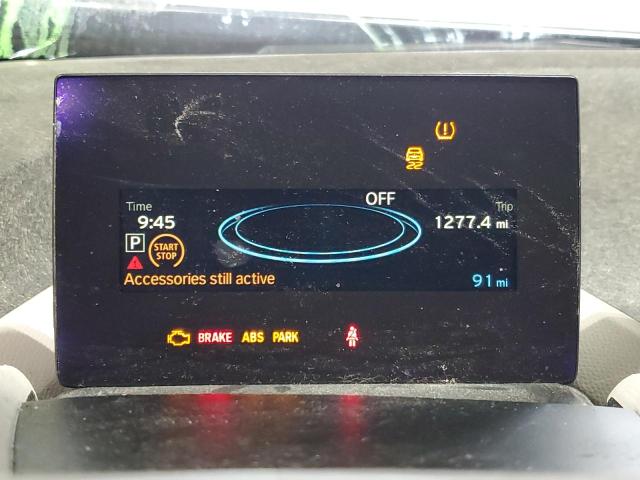 OFF
Time
Trip
9:45
1277.4 mi
P
START
STOP
Accessories still active
91 mi
BRAKE ABS PARK